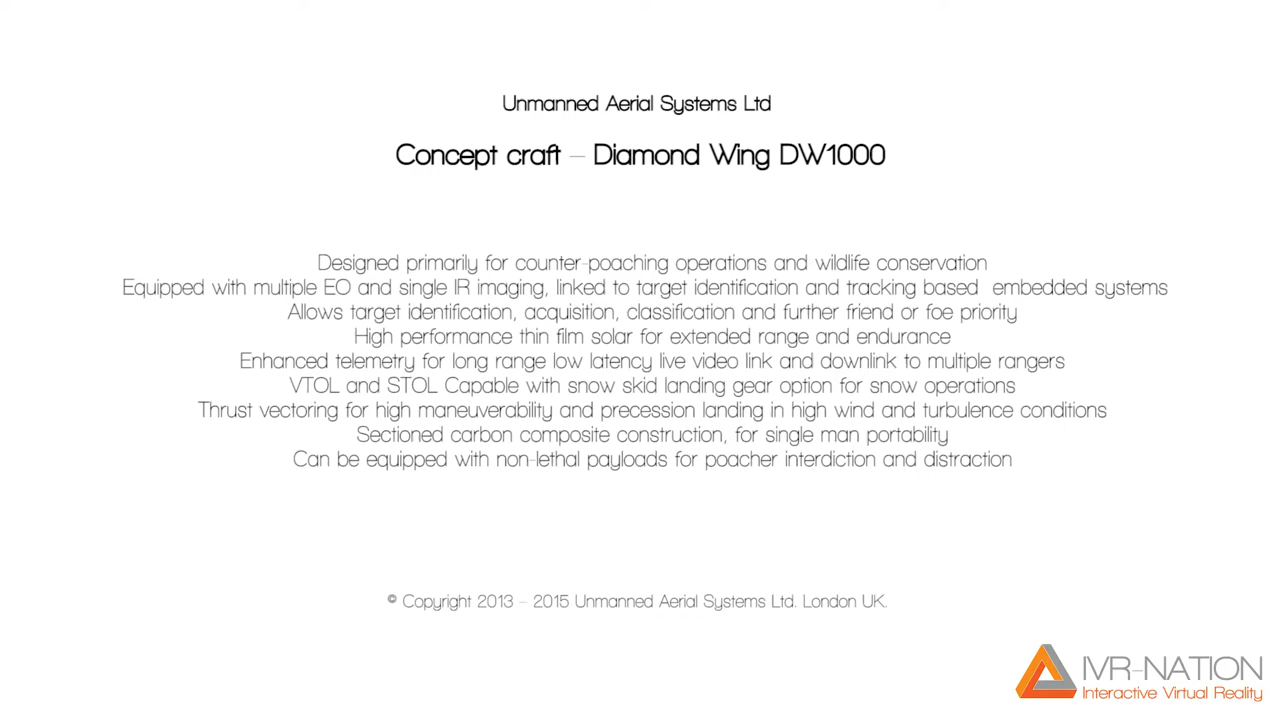 Unmanned Aerial Systems Ltd
Concept craft – Diamond Wing DW1000
Designed primarily for counter-poaching operations and wildlife conservation
Equipped with multiple EO and single IR imaging, linked to target identification and tracking based  embedded systems
Allows target identification, acquisition, classification and further friend or foe priority
High performance thin film solar for extended range and endurance
Enhanced telemetry for long range low latency live video link and downlink to multiple rangers
VTOL and STOL Capable with snow skid landing gear option for snow operations
Thrust vectoring for high maneuverability and precession landing in high wind and turbulence conditions
Sectioned carbon composite construction, for single man portability
Can be equipped with non-lethal payloads for poacher interdiction and distraction
© Copyright 2013 – 2015 Unmanned Aerial Systems Ltd. London UK.
IVR-NATION
Interactive Virtual Reality